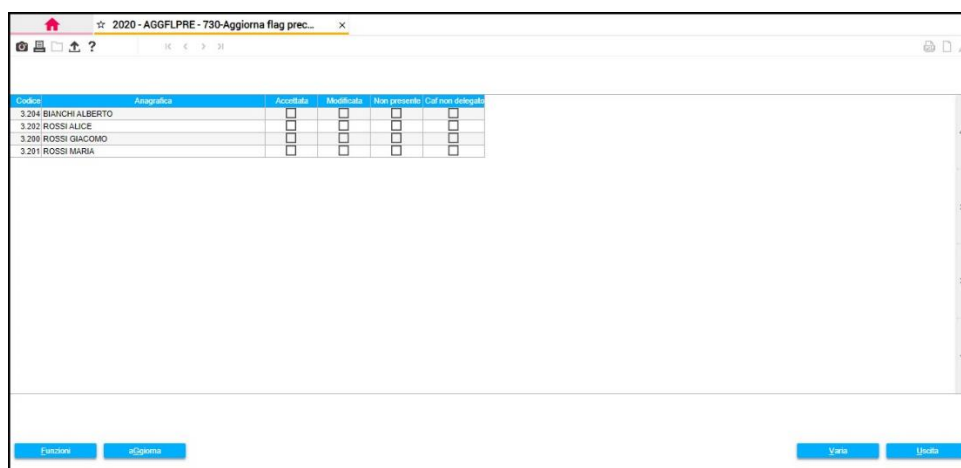 2020 - AGGFLPRE - 730-Aggiorna flag prec... ×
?
Codice Anagrafica Accettata Modificata Non presente Caf non delegato
3.204 BIANCHI ALBERTO
3.202 ROSSI ALICE
3.200 ROSSI GIACOMO
3.201 ROSSI MARIA
Funzioni aGgiorna Varia Uscita